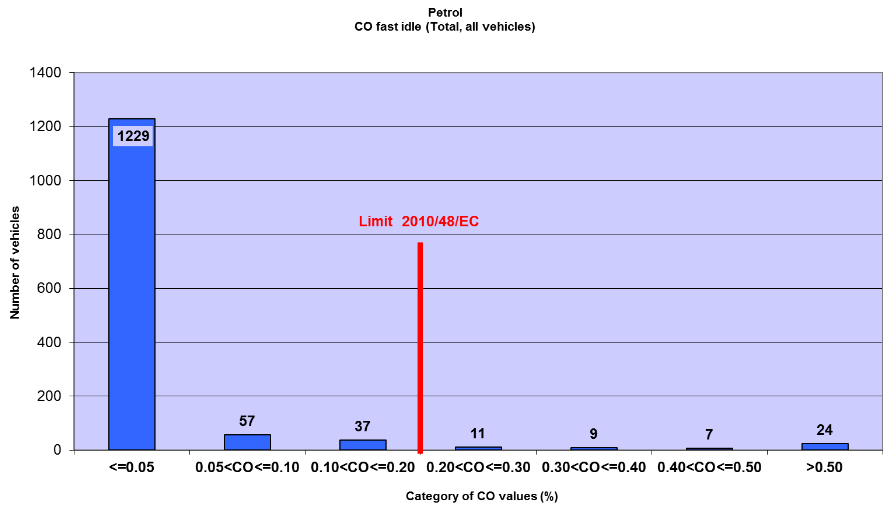 Petrol
CO fast idle (Total, all vehicles)
1400
1200
1000
800
600
400
200
0
Number of vehicles
1229
57
37
11
9
7
24
Limit  2010/48/EC
<=0.05
0.05<CO<=0.10
0.10<CO<=0.20
0.20<CO<=0.30
0.30<CO<=0.40
0.40<CO<=0.50
>0.50
Category of CO values (%)